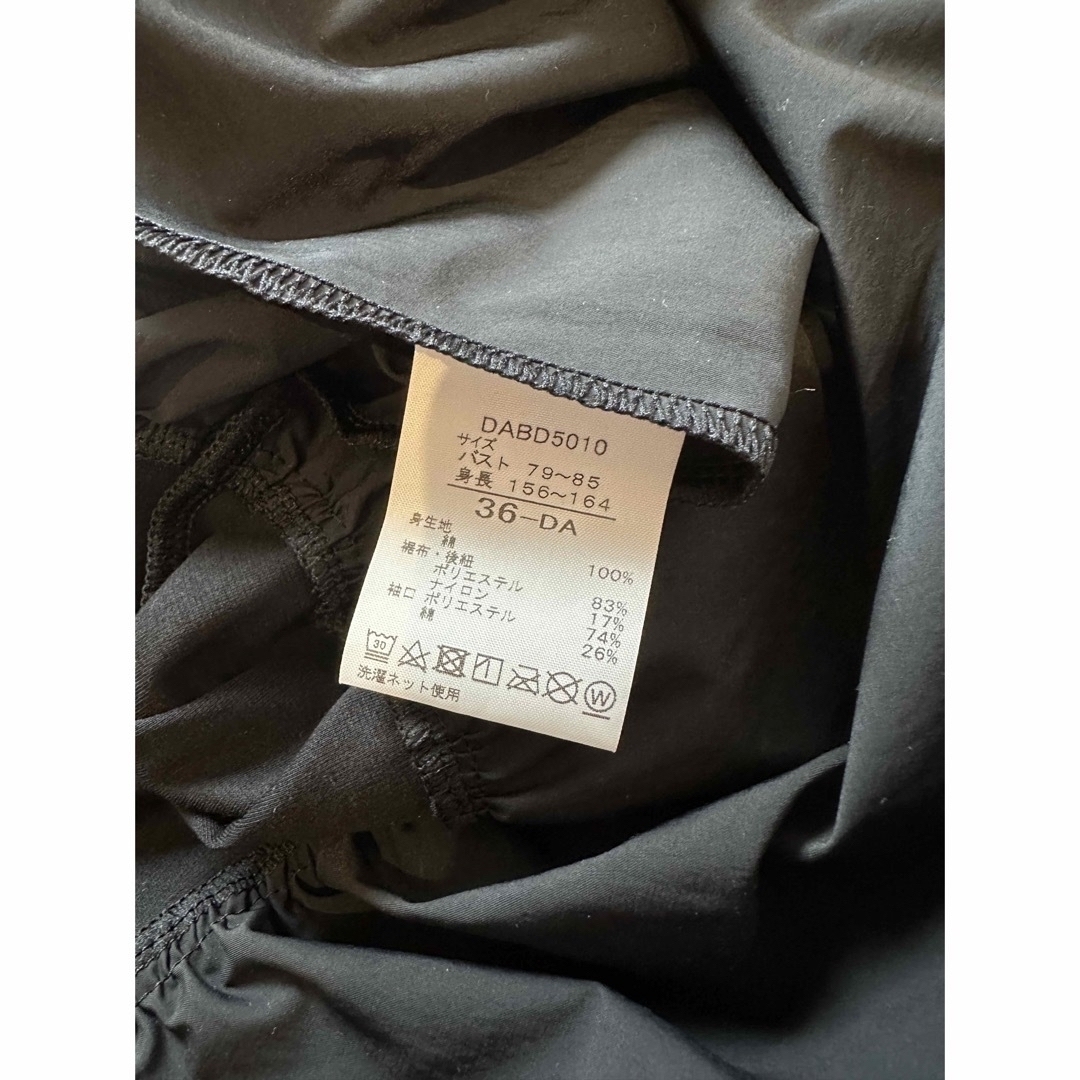 DABD5010
サイズ
バスト 79~85
身長 156~164
36-DA
身生地
綿 100%
裾布・後紐
ポリエステル 83%
ナイロン 17%
袖口 ポリエステル 74%
綿 26%
30 W
洗濯ネット使用